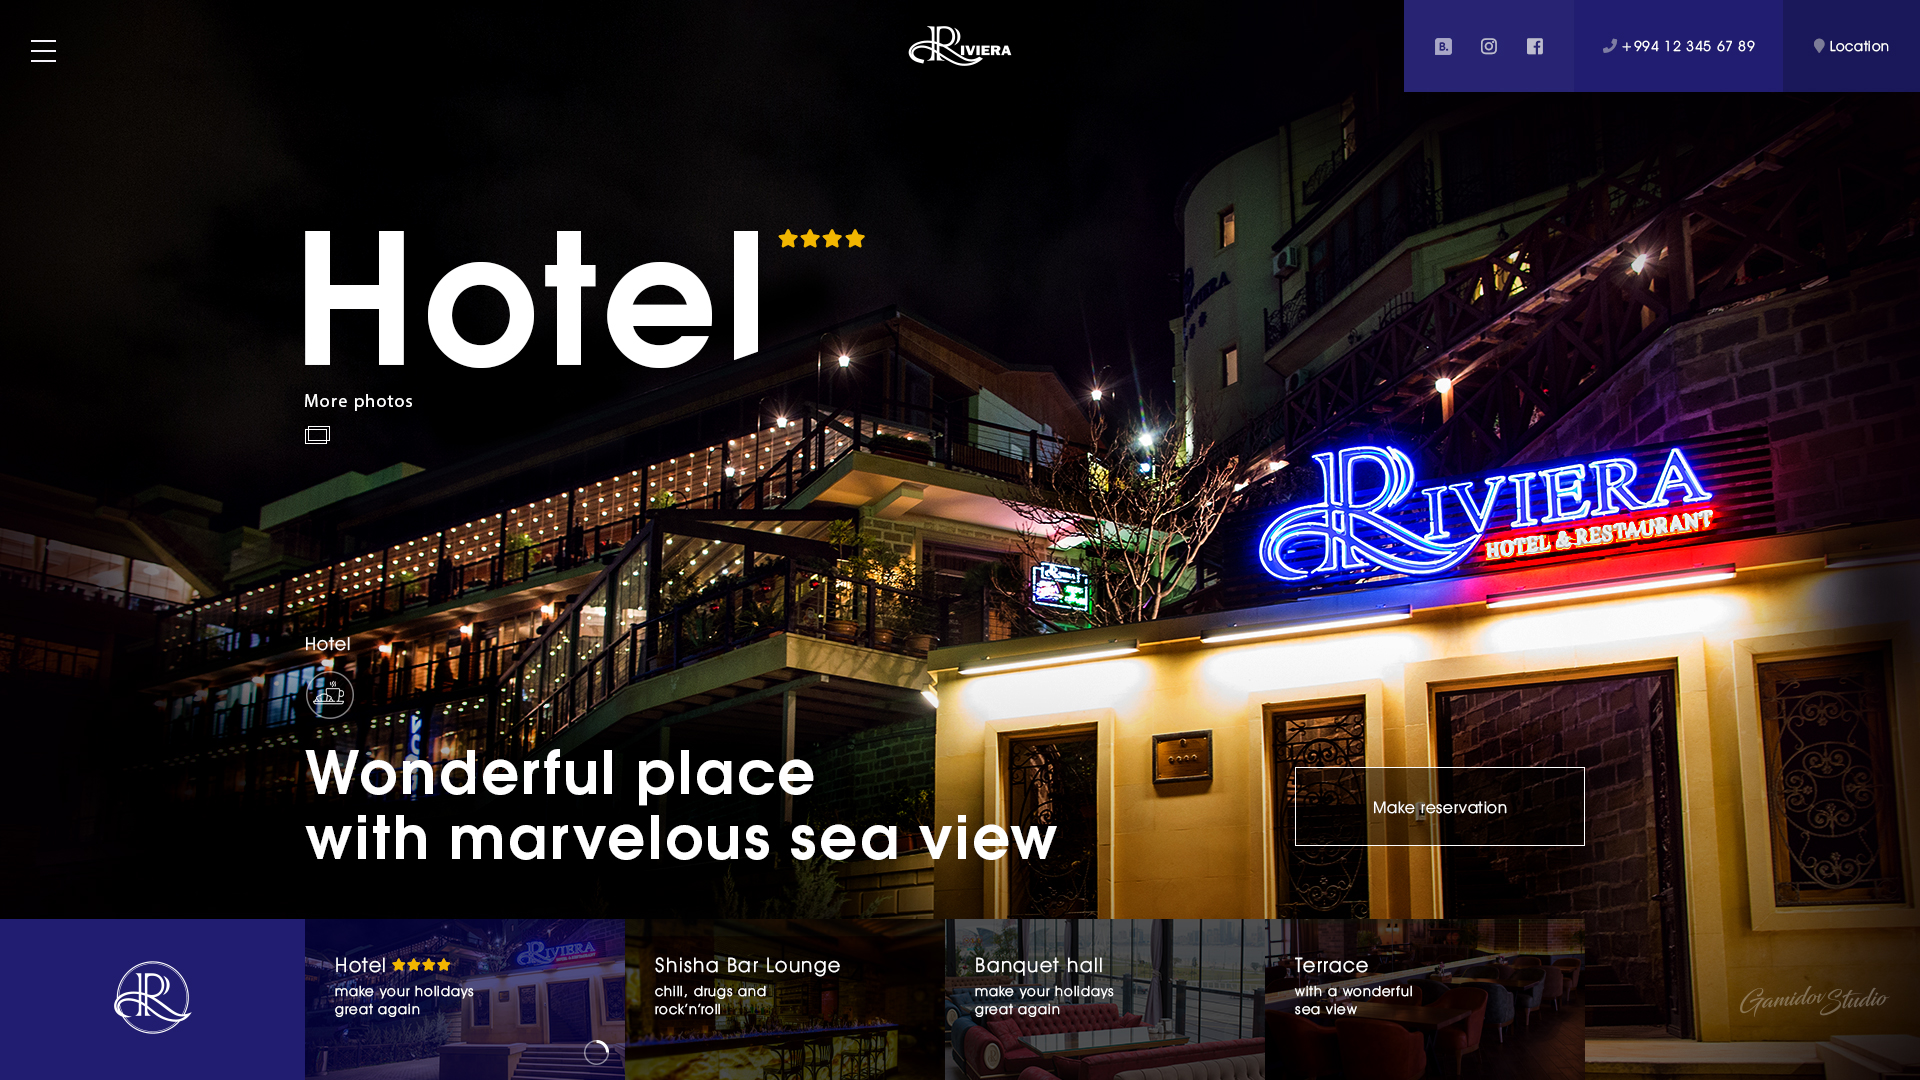 RIVIERA
B.
+994 12 345 67 89
Location
Hotel
More photos
RIVIERA
HOTEL & RESTAURANT
Hotel
Wonderful place
with marvelous sea view
Make reservation
R
Hotel
make your holidays
great again
Shisha Bar Lounge
chill, drugs and
rock'n'roll
Banquet hall
make your holidays
great again
Terrace
with a wonderful
sea view
Gamidov Studio